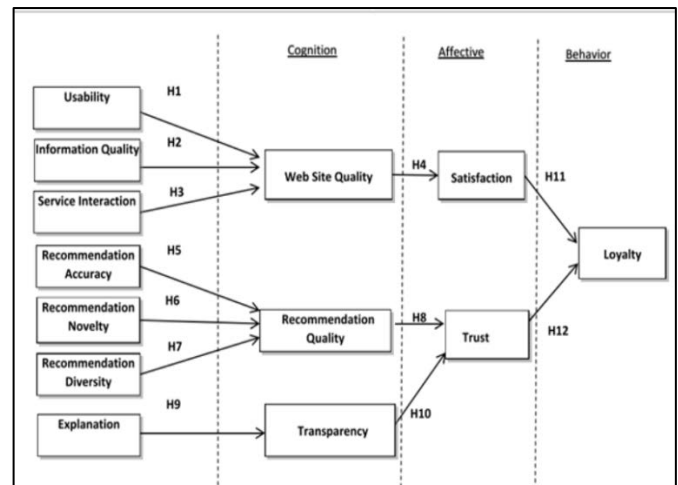 Cognition
Affective
Behavior
Usability
H1
Information Quality
H2
Service Interaction
H3
Web Site Quality
H4
Satisfaction
H11
Loyalty
Recommendation
Accuracy
H5
Recommendation
Novelty
H6
Recommendation
Diversity
H7
Recommendation
Quality
H8
Trust
H12
Explanation
H9
Transparency
H10